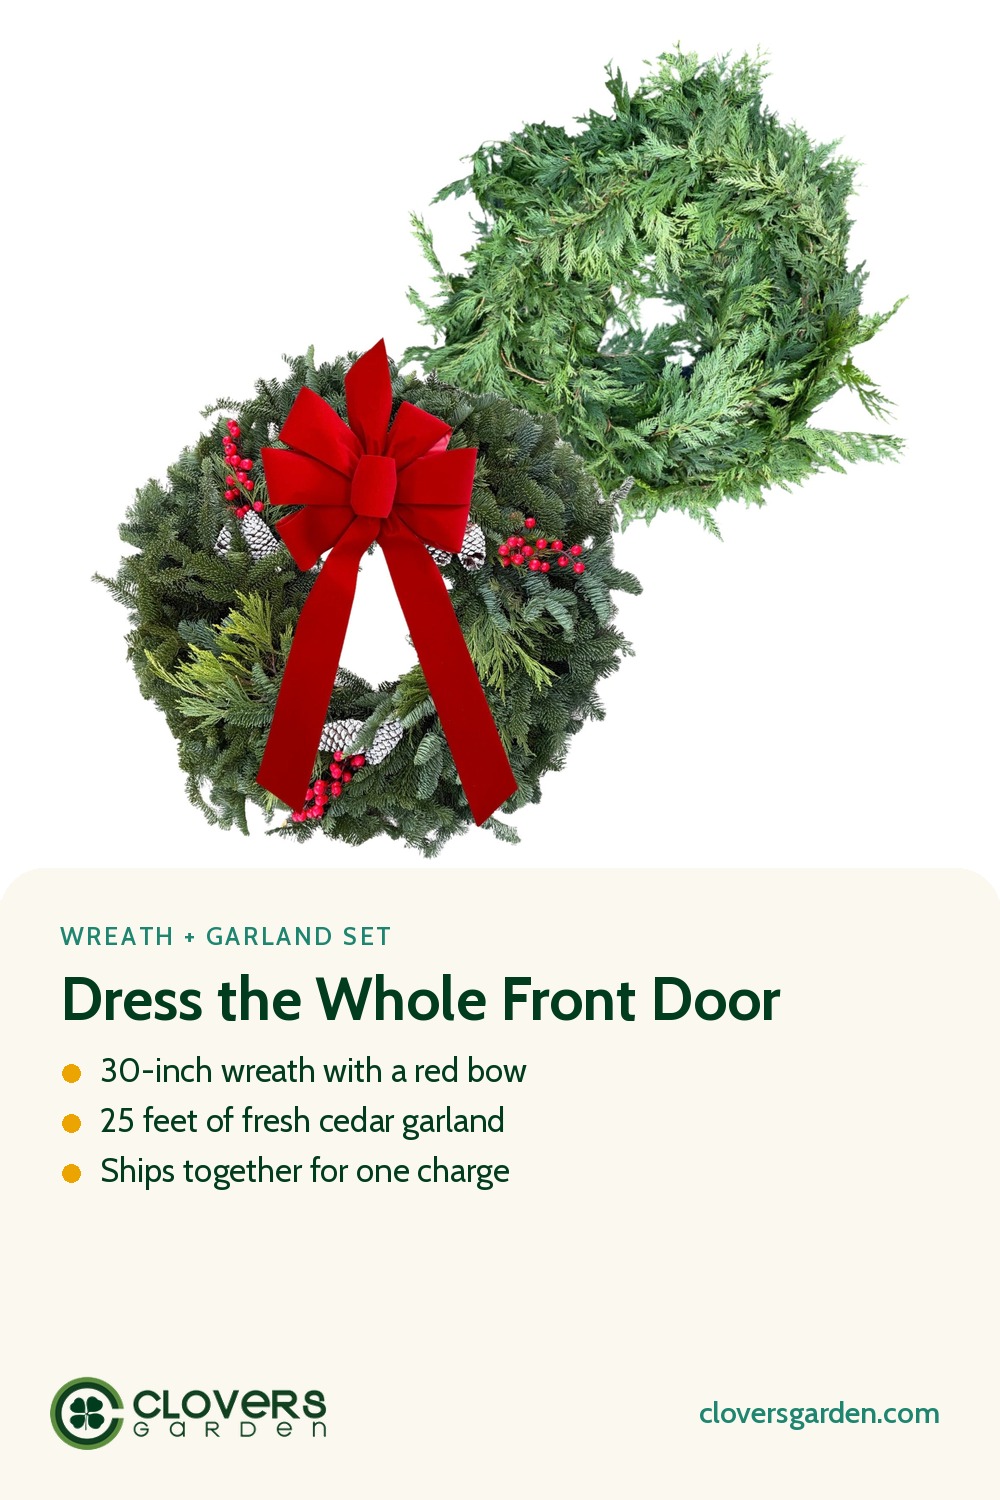 WREATH + GARLAND SET
Dress the Whole Front Door
30-inch wreath with a red bow
25 feet of fresh cedar garland
Ships together for one charge
CLOVERS
GARDEN
cloversgarden.com